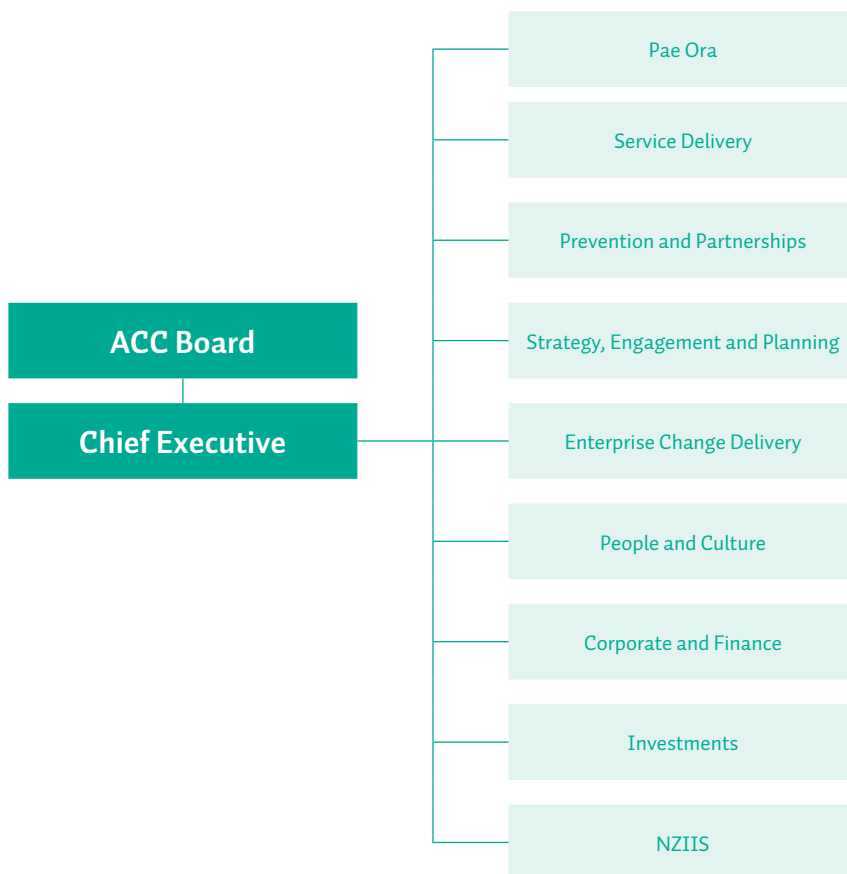 ACC Board
Chief Executive
Pae Ora
Service Delivery
Prevention and Partnerships
Strategy, Engagement and Planning
Enterprise Change Delivery
People and Culture
Corporate and Finance
Investments
NZIIS